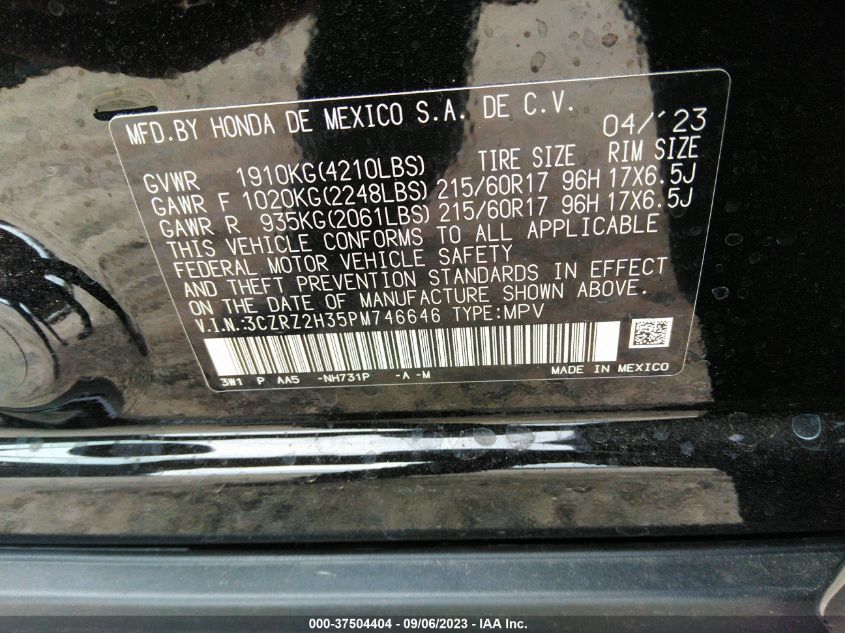 MFD.BY HONDA DE MEXICO S.A. DE C.V. 04/'23
GVWR 1910KG(4210LBS) TIRE SIZE RIM SIZE
GAWR F 1020KG(2248LBS) 215/60R17 96H 17X6.5J
GAWR R 935KG(2061LBS) 215/60R17 96H 17X6.5J
THIS VEHICLE CONFORMS TO ALL APPLICABLE
FEDERAL MOTOR VEHICLE SAFETY
AND THEFT PREVENTION STANDARDS IN EFFECT
ON THE DATE OF MANUFACTURE SHOWN ABOVE.
V.I.N.:3CZRZ2H35PM746646 TYPE:MPV
3W1 P AA5 -NH731P -A -M MADE IN MEXICO
000-37504404 - 09/06/2023 - IAA Inc.